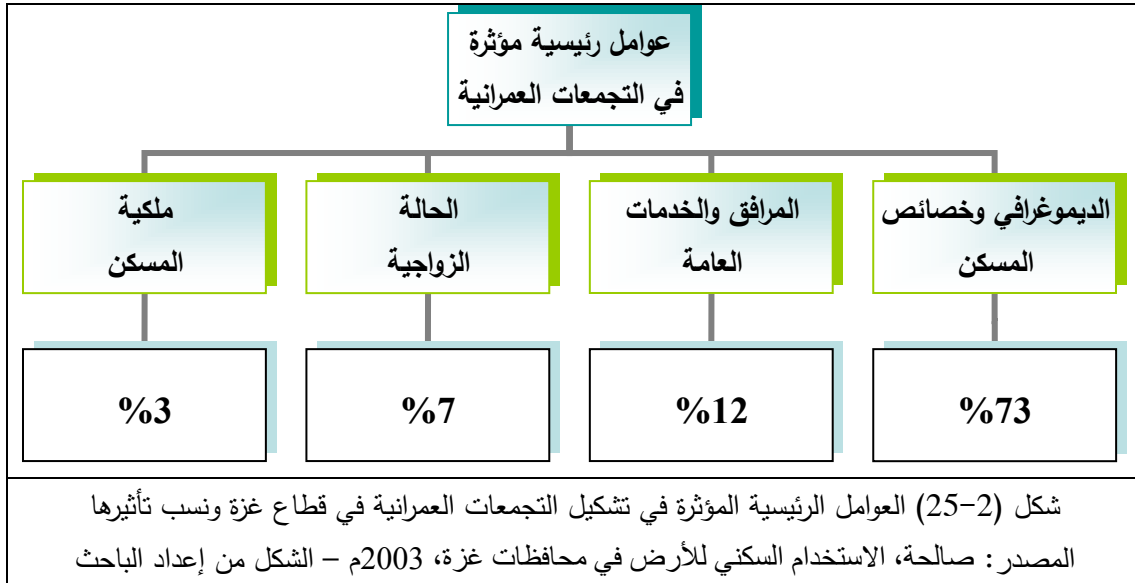 عوامل رئيسية مؤثرة
في التجمعات العمرانية
الديموغرافي وخصائص
المسكن
المرافق والخدمات
العامة
الحالة
الزواجية
ملكية
المسكن
%73
%12
%7
%3
شكل (2-25) العوامل الرئيسية المؤثرة في تشكيل التجمعات العمرانية في قطاع غزة ونسب تأثيرها
المصدر: صالحة، الاستخدام السكني للأرض في محافظات غزة، 2003م – الشكل من إعداد الباحث